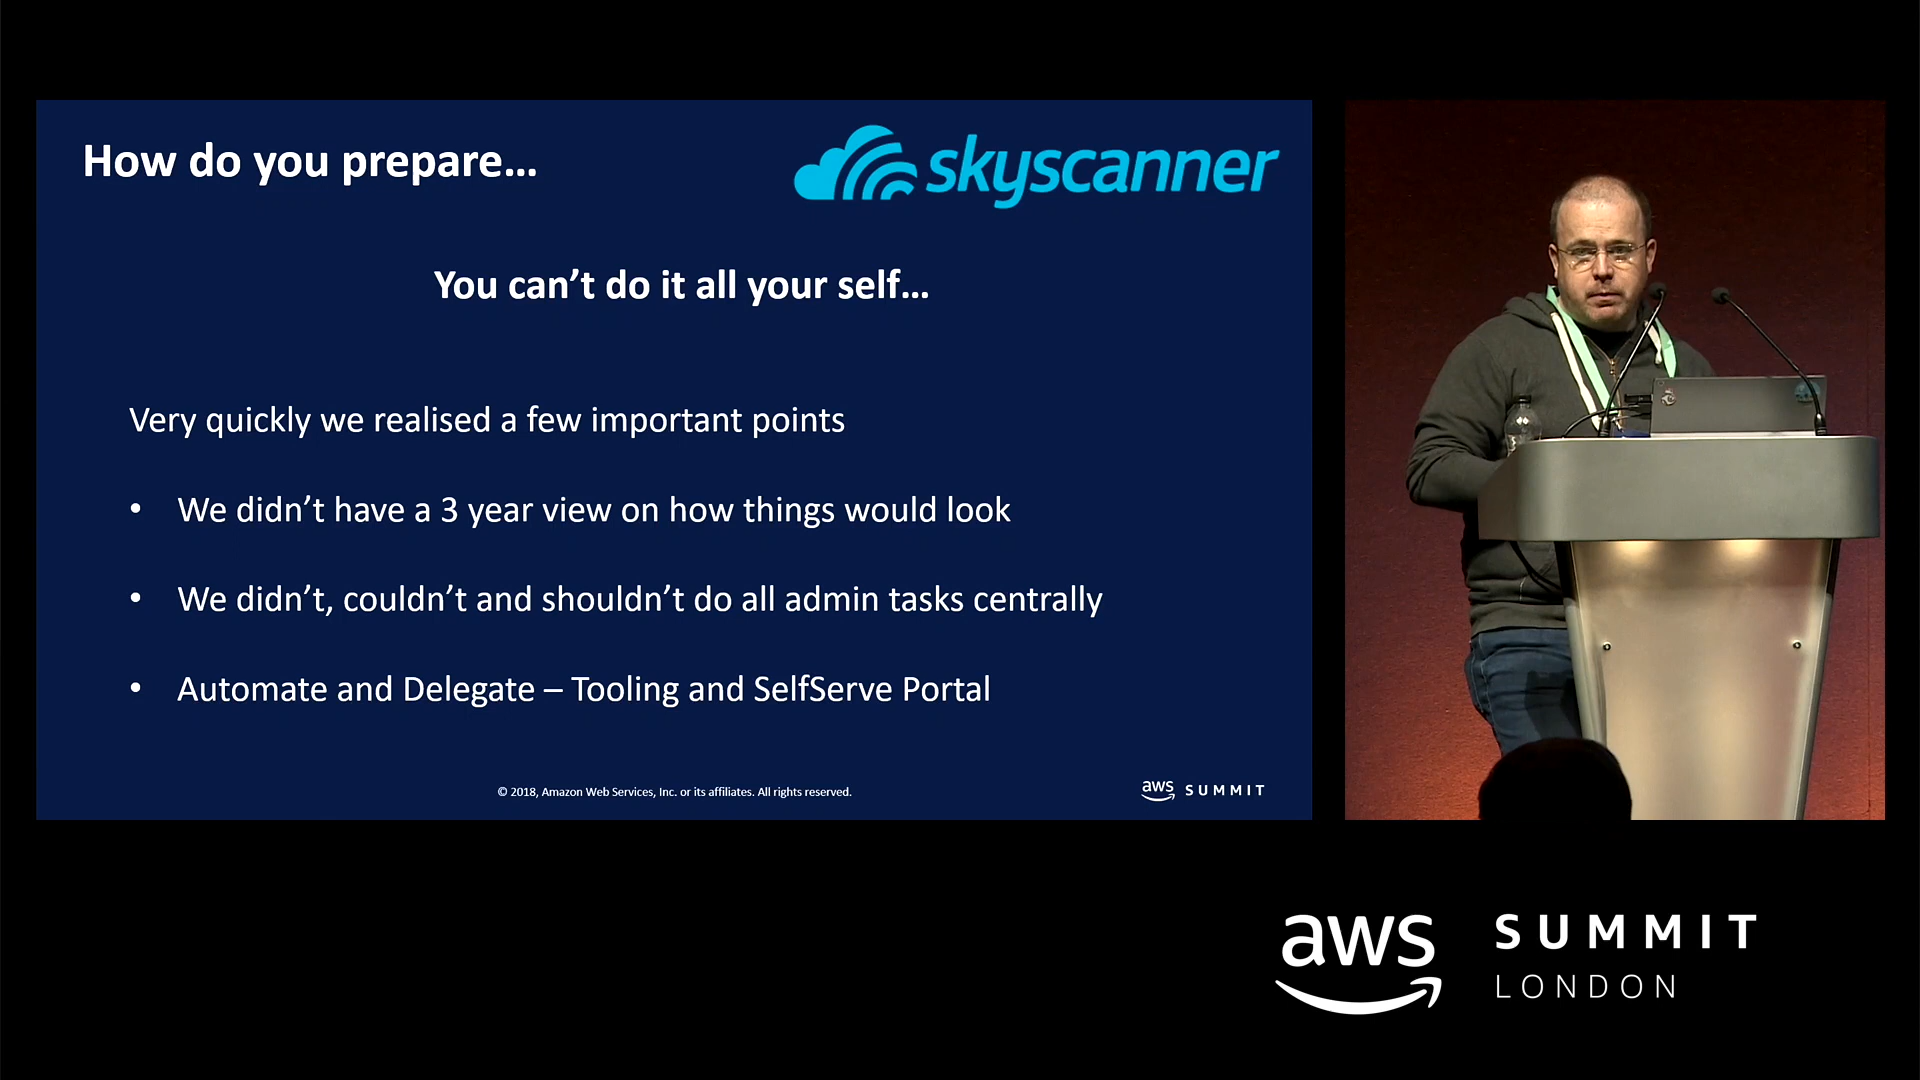 How do you prepare…
skyscanner
You can't do it all your self…
Very quickly we realised a few important points
• We didn't have a 3 year view on how things would look
• We didn't, couldn't and shouldn't do all admin tasks centrally
• Automate and Delegate – Tooling and SelfServe Portal
© 2018, Amazon Web Services, Inc. or its affiliates. All rights reserved.
aws SUMMIT
aws SUMMIT
LONDON